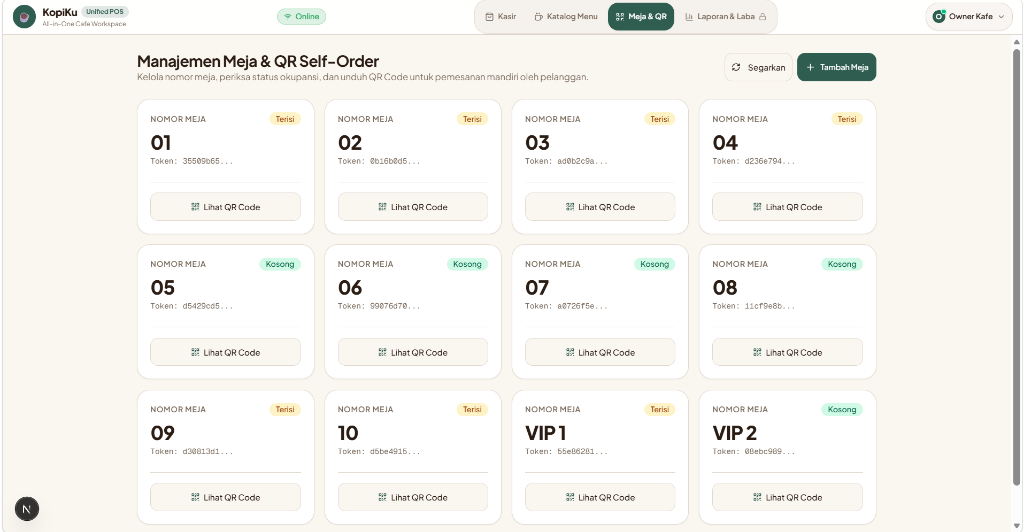 KopiKu Unified POS
All-in-One Cafe Workspace
Online
Kasir
Katalog Menu
Meja & QR
Laporan & Laba
Owner Kafe
Manajemen Meja & QR Self-Order
Kelola nomor meja, periksa status okupansi, dan unduh QR Code untuk pemesanan mandiri oleh pelanggan.
Segarkan
+ Tambah Meja
NOMOR MEJA Terisi
01
Token: 35509b65...
Lihat QR Code
NOMOR MEJA Terisi
02
Token: 0b16b0d5...
Lihat QR Code
NOMOR MEJA Terisi
03
Token: ad0b2c9a...
Lihat QR Code
NOMOR MEJA Terisi
04
Token: d236e794...
Lihat QR Code
NOMOR MEJA Kosong
05
Token: d5429cd5...
Lihat QR Code
NOMOR MEJA Kosong
06
Token: 99076d70...
Lihat QR Code
NOMOR MEJA Kosong
07
Token: a0726f5e...
Lihat QR Code
NOMOR MEJA Kosong
08
Token: 11cf9e8b...
Lihat QR Code
NOMOR MEJA Terisi
09
Token: d30813d1...
Lihat QR Code
NOMOR MEJA Terisi
10
Token: d5be4915...
Lihat QR Code
NOMOR MEJA Terisi
VIP 1
Token: 55e86281...
Lihat QR Code
NOMOR MEJA Kosong
VIP 2
Token: 08ebc989...
Lihat QR Code
N